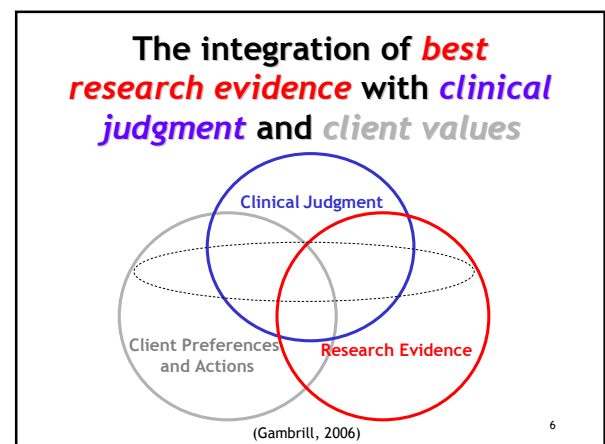 The integration of best
research evidence with clinical
judgment and client values
Clinical Judgment
Client Preferences
and Actions
Research Evidence
(Gambrill, 2006)
6